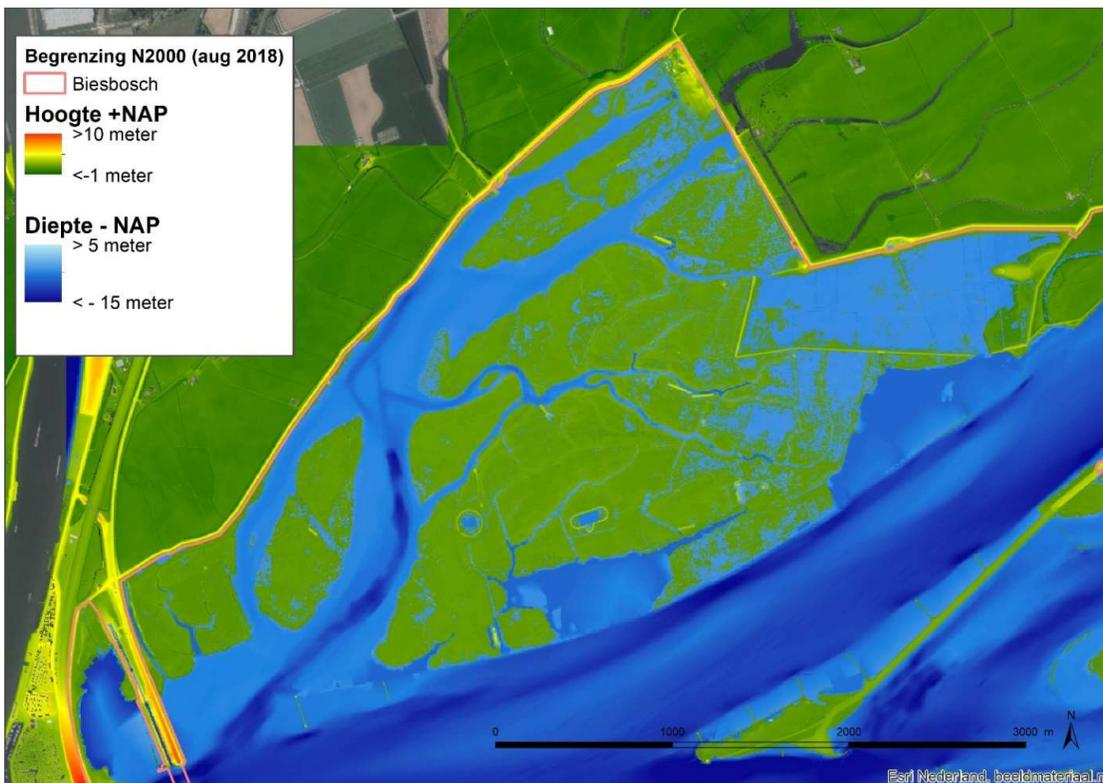 Begrenzing N2000 (aug 2018)
Biesbosch
Hoogte +NAP
>10 meter
<-1 meter
Diepte - NAP
> 5 meter
< - 15 meter
N
0 1000 2000 3000 m
Esri Nederland, beeldmateriaal.n